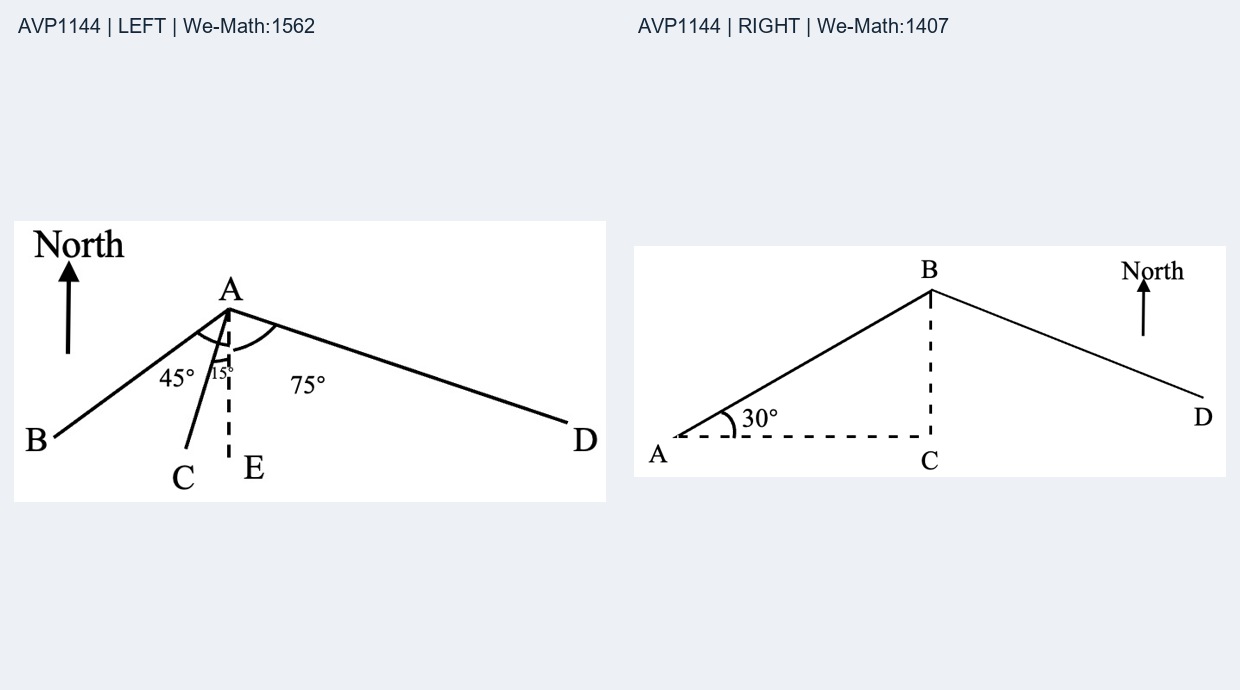 AVP1144 | LEFT | We-Math:1562
AVP1144 | RIGHT | We-Math:1407
North
A
45°
15°
75°
B
C
E
D
B
North
30°
D
A
C